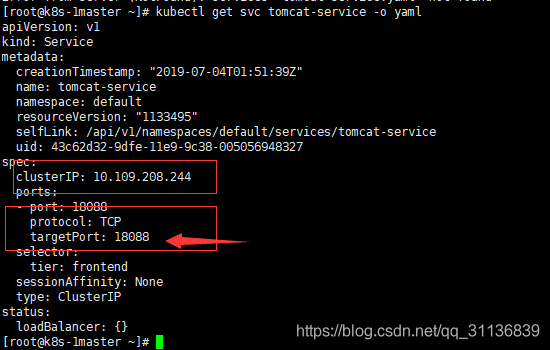 [root@k8s-1master ~]# kubectl get svc tomcat-service -o yaml
apiVersion: v1
kind: Service
metadata:
  creationTimestamp: "2019-07-04T01:51:39Z"
  name: tomcat-service
  namespace: default
  resourceVersion: "1133495"
  selfLink: /api/v1/namespaces/default/services/tomcat-service
  uid: 43c62d32-9dfe-11e9-9c38-005056948327
spec:
  clusterIP: 10.109.208.244
  ports:
  - port: 18088
    protocol: TCP
    targetPort: 18088
  selector:
    tier: frontend
  sessionAffinity: None
  type: ClusterIP
status:
  loadBalancer: {}
[root@k8s-1master ~]#
https://blog.csdn.net/qq_31136839